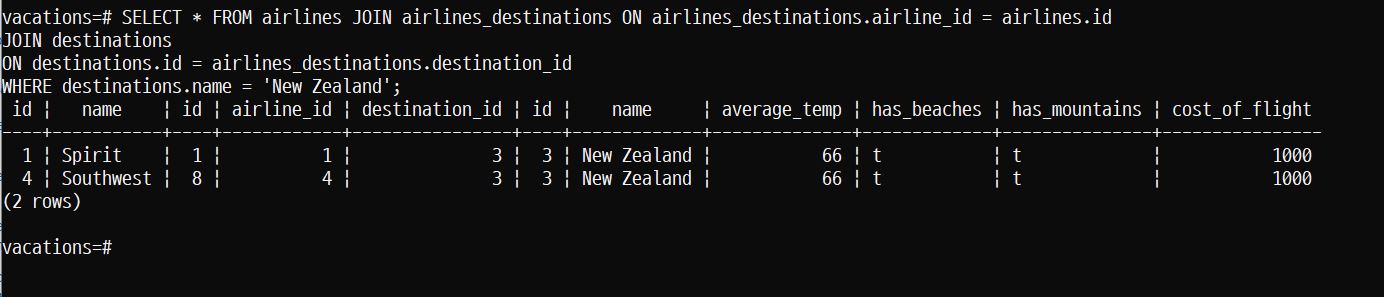 vacations=# SELECT * FROM airlines JOIN airlines_destinations ON airlines_destinations.airline_id = airlines.id
JOIN destinations
ON destinations.id = airlines_destinations.destination_id
WHERE destinations.name = 'New Zealand';
 id ¦   name    ¦ id ¦ airline_id ¦ destination_id ¦ id ¦    name     ¦ average_temp ¦ has_beaches ¦ has_mountains ¦ cost_of_flight
----+-----------+----+------------+----------------+----+-------------+--------------+-------------+---------------+----------------
  1 ¦ Spirit    ¦  1 ¦          1 ¦              3 ¦  3 ¦ New Zealand ¦           66 ¦ t           ¦ t             ¦           1000
  4 ¦ Southwest ¦  8 ¦          4 ¦              3 ¦  3 ¦ New Zealand ¦           66 ¦ t           ¦ t             ¦           1000
(2 rows)
vacations=#